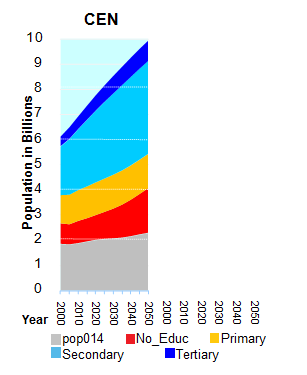 CEN
Population in Billions
10
9
8
7
6
5
4
3
2
1
0
2000 2010 2020 2030 2040 2050 2000 2010 2020 2030 2040 2050
Year
pop014 No_Educ Primary
Secondary Tertiary